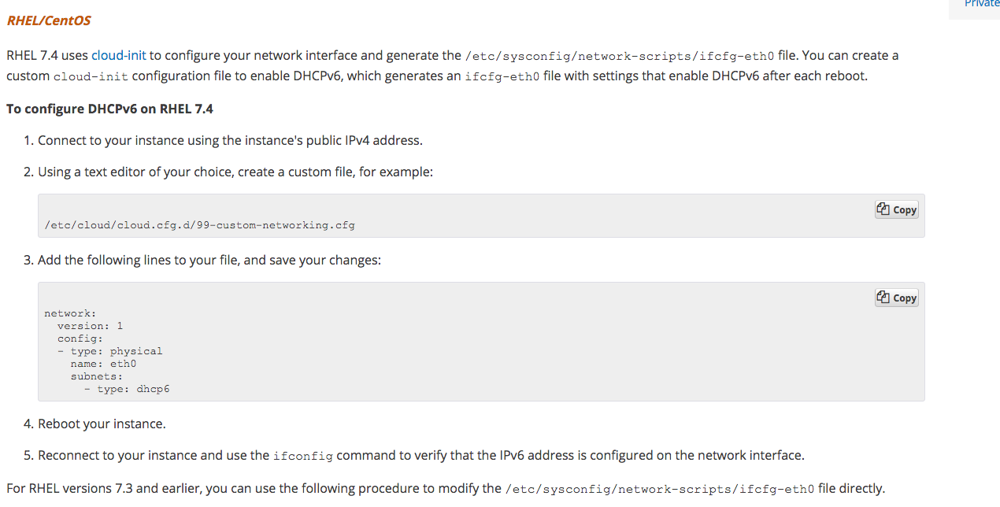 Private
RHEL/CentOS
RHEL 7.4 uses cloud-init to configure your network interface and generate the /etc/sysconfig/network-scripts/ifcfg-eth0 file. You can create a
custom cloud-init configuration file to enable DHCPv6, which generates an ifcfg-eth0 file with settings that enable DHCPv6 after each reboot.
To configure DHCPv6 on RHEL 7.4
1. Connect to your instance using the instance's public IPv4 address.
2. Using a text editor of your choice, create a custom file, for example:
Copy
/etc/cloud/cloud.cfg.d/99-custom-networking.cfg
3. Add the following lines to your file, and save your changes:
Copy
network:
  version: 1
  config:
  - type: physical
    name: eth0
    subnets:
      - type: dhcp6
4. Reboot your instance.
5. Reconnect to your instance and use the ifconfig command to verify that the IPv6 address is configured on the network interface.
For RHEL versions 7.3 and earlier, you can use the following procedure to modify the /etc/sysconfig/network-scripts/ifcfg-eth0 file directly.